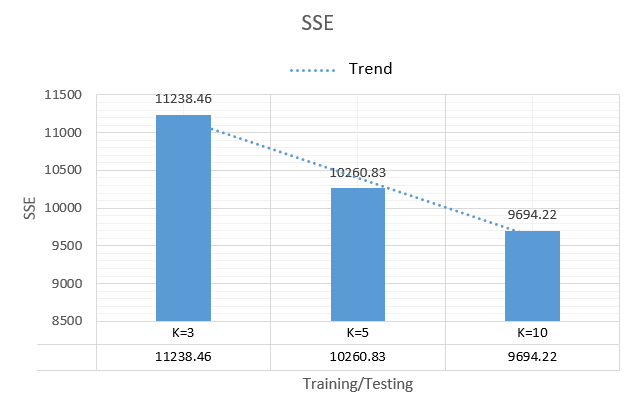 SSE
Trend
11500
11000
10500
10000
9500
9000
8500
SSE
11238.46
10260.83
9694.22
K=3 K=5 K=10
11238.46 10260.83 9694.22
Training/Testing